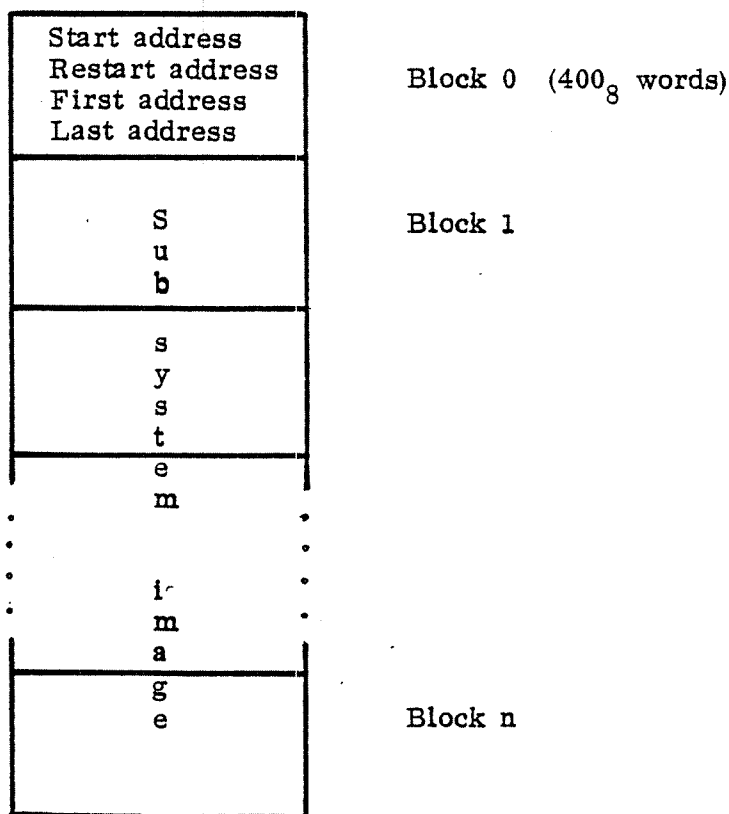 Start address
Restart address
First address
Last address
Block 0 (400₈ words)
S
u
b
Block 1
s
y
s
t
e
m
i
m
a
g
e
Block n